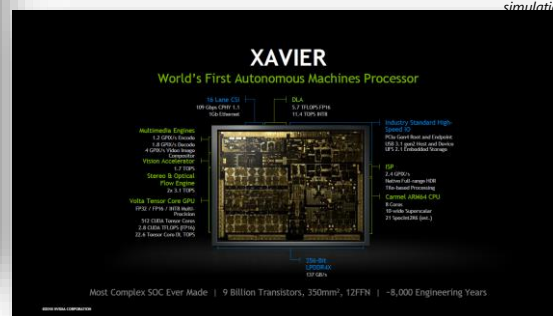 simulati
XAVIER
World's First Autonomous Machines Processor
16 Lane CSI
109 Gbps CPHY 1.1
1Gb Ethernet
DLA
5.7 TFLOPS FP16
11.4 TOPS INT8
Multimedia Engines
1.2 GPIX/s Encode
1.8 GPIX/s Decode
4 GPIX/s Video Image
Compositor
Vision Accelerator
1.7 TOPS
Stereo & Optical
Flow Engine
2x 3.1 TOPS
Volta Tensor Core GPU
FP32 / FP16 / INT8 Multi-
Precision
512 CUDA Tensor Cores
2.8 CUDA TFLOPS (FP16)
22.6 Tensor Core DL TOPS
Industry Standard High-
Speed IO
PCIe Gen4 Root and Endpoint
USB 3.1 gen2 Host and Device
UFS 2.1 Embedded Storage
ISP
2.4 GPIX/s
Native Full-range HDR
Tile-based Processing
Carmel ARM64 CPU
8 Cores
10-wide Superscalar
21 SpecInt2K6 (est.)
256-Bit
LPDDR4X
137 GB/s
Most Complex SOC Ever Made | 9 Billion Transistors, 350mm², 12FFN | ~8,000 Engineering Years
©2018 NVIDIA CORPORATION